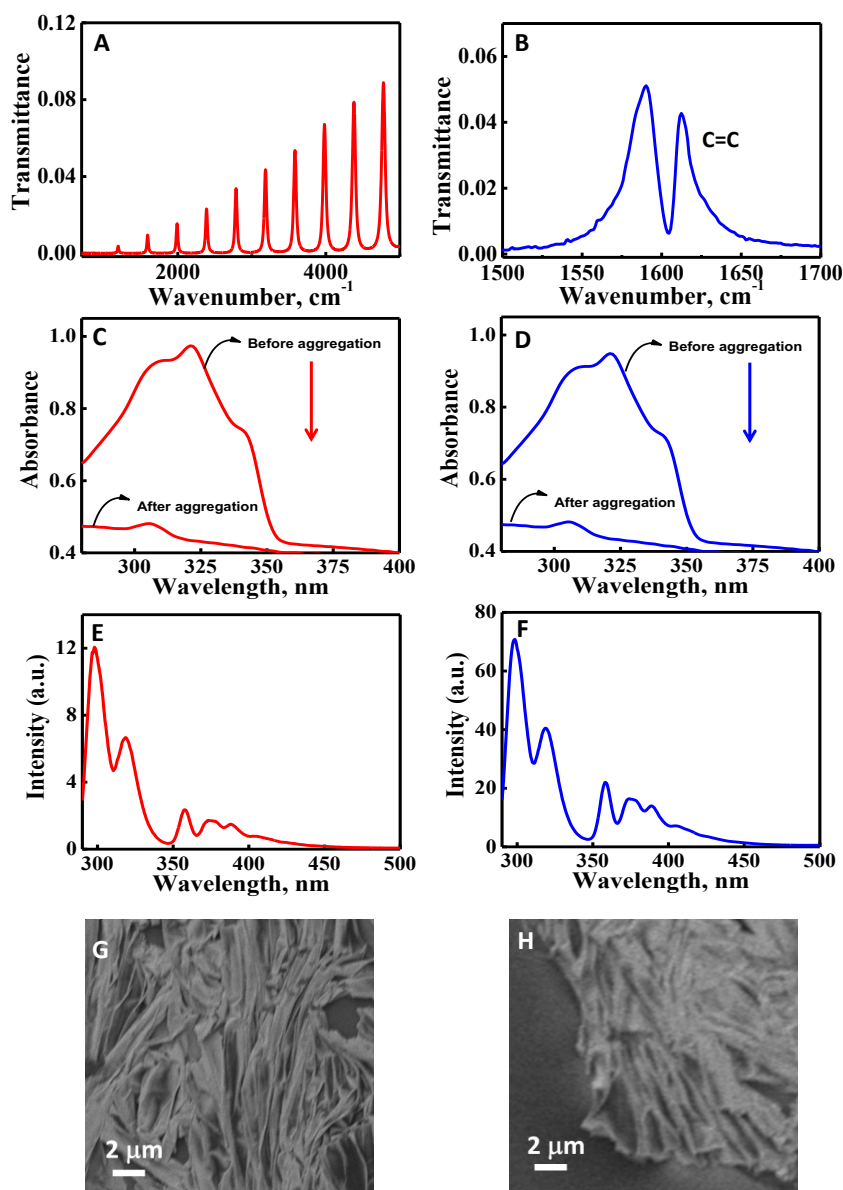 A
0.12
0.08
0.04
0.00
Transmittance
2000 4000
Wavenumber, cm⁻¹
B
0.06
0.04
0.02
0.00
Transmittance
C=C
1500 1550 1600 1650 1700
Wavenumber, cm⁻¹
C
1.0
0.8
0.6
0.4
Absorbance
Before aggregation
After aggregation
300 325 350 375 400
Wavelength, nm
D
1.0
0.8
0.6
0.4
Absorbance
Before aggregation
After aggregation
300 325 350 375 400
Wavelength, nm
E
12
8
4
0
Intensity (a.u.)
290 350 400 450 500
Wavelength, nm
F
80
60
40
20
0
Intensity (a.u.)
290 350 400 450 500
Wavelength, nm
G
2 μm
H
2 μm